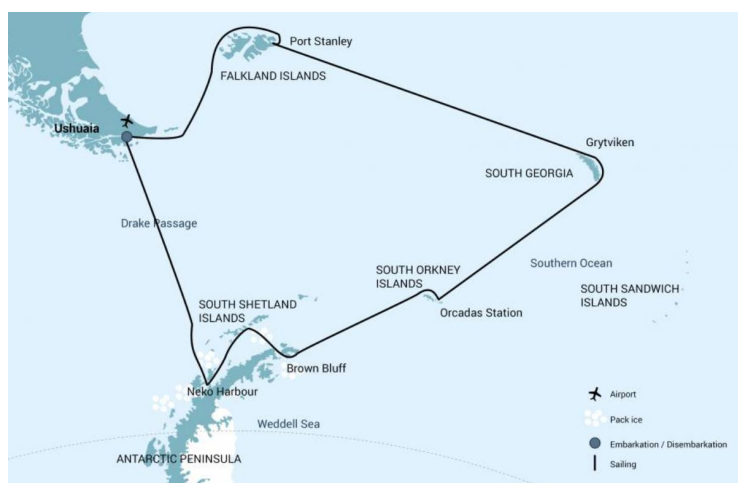 Port Stanley
FALKLAND ISLANDS
Ushuaia
Grytviken
SOUTH GEORGIA
Drake Passage
Southern Ocean
SOUTH ORKNEY
ISLANDS
SOUTH SANDWICH
ISLANDS
SOUTH SHETLAND
ISLANDS
Orcadas Station
Brown Bluff
Neko Harbour
Weddell Sea
ANTARCTIC PENINSULA
Airport
Pack ice
Embarkation / Disembarkation
Sailing